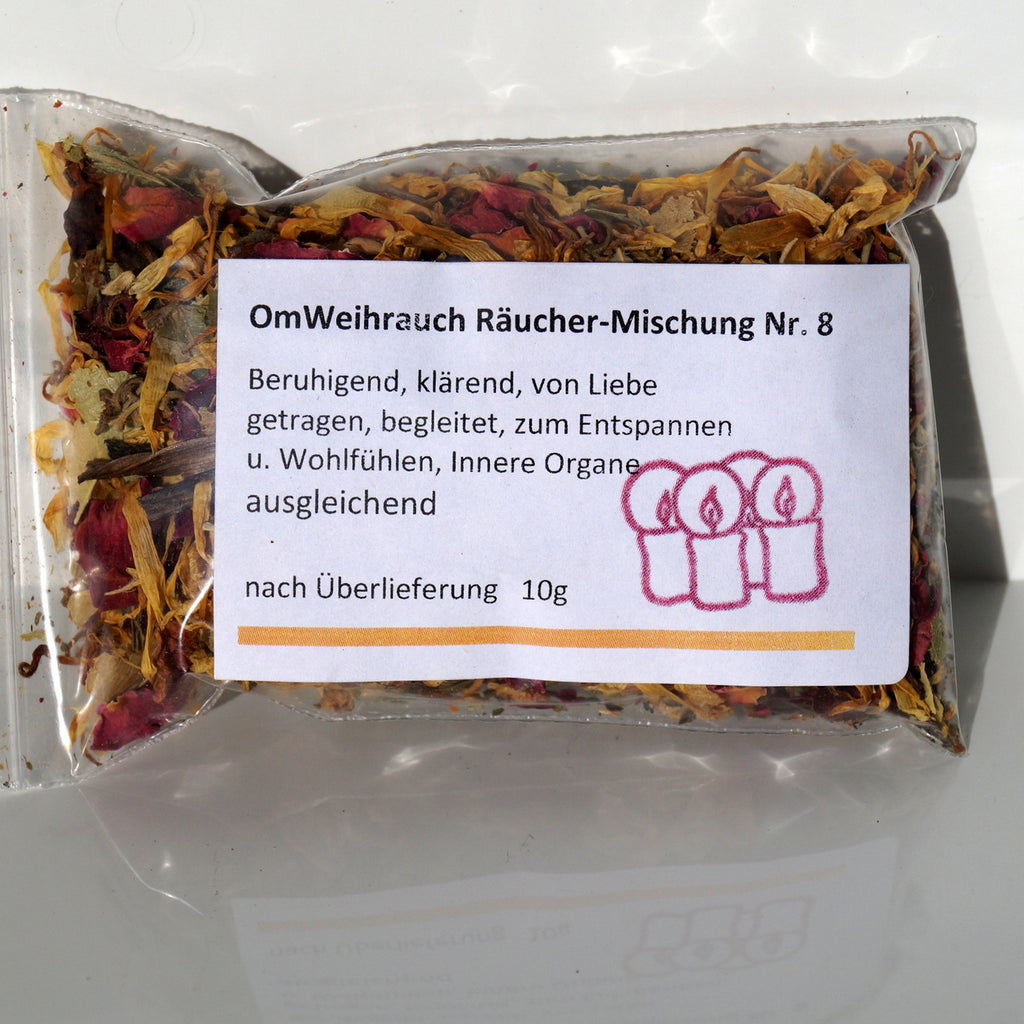 OmWeihrauch Räucher-Mischung Nr. 8
Beruhigend, klärend, von Liebe
getragen, begleitet, zum Entspannen
u. Wohlfühlen, Innere Organe
ausgleichend
nach Überlieferung 10g